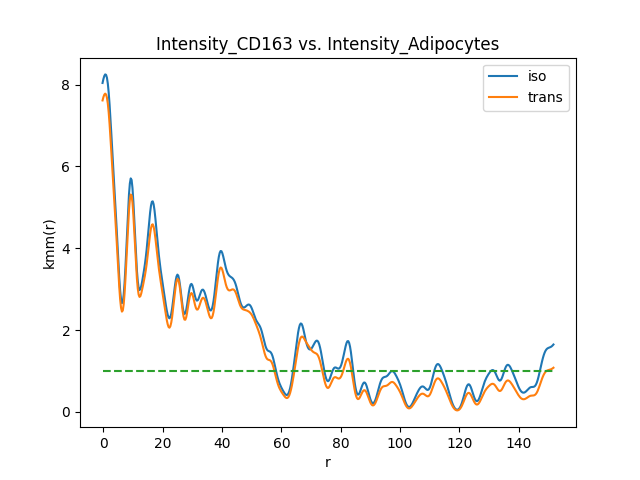 Intensity_CD163 vs. Intensity_Adipocytes
iso
trans
kmm(r)
8
6
4
2
0
0 20 40 60 80 100 120 140
r